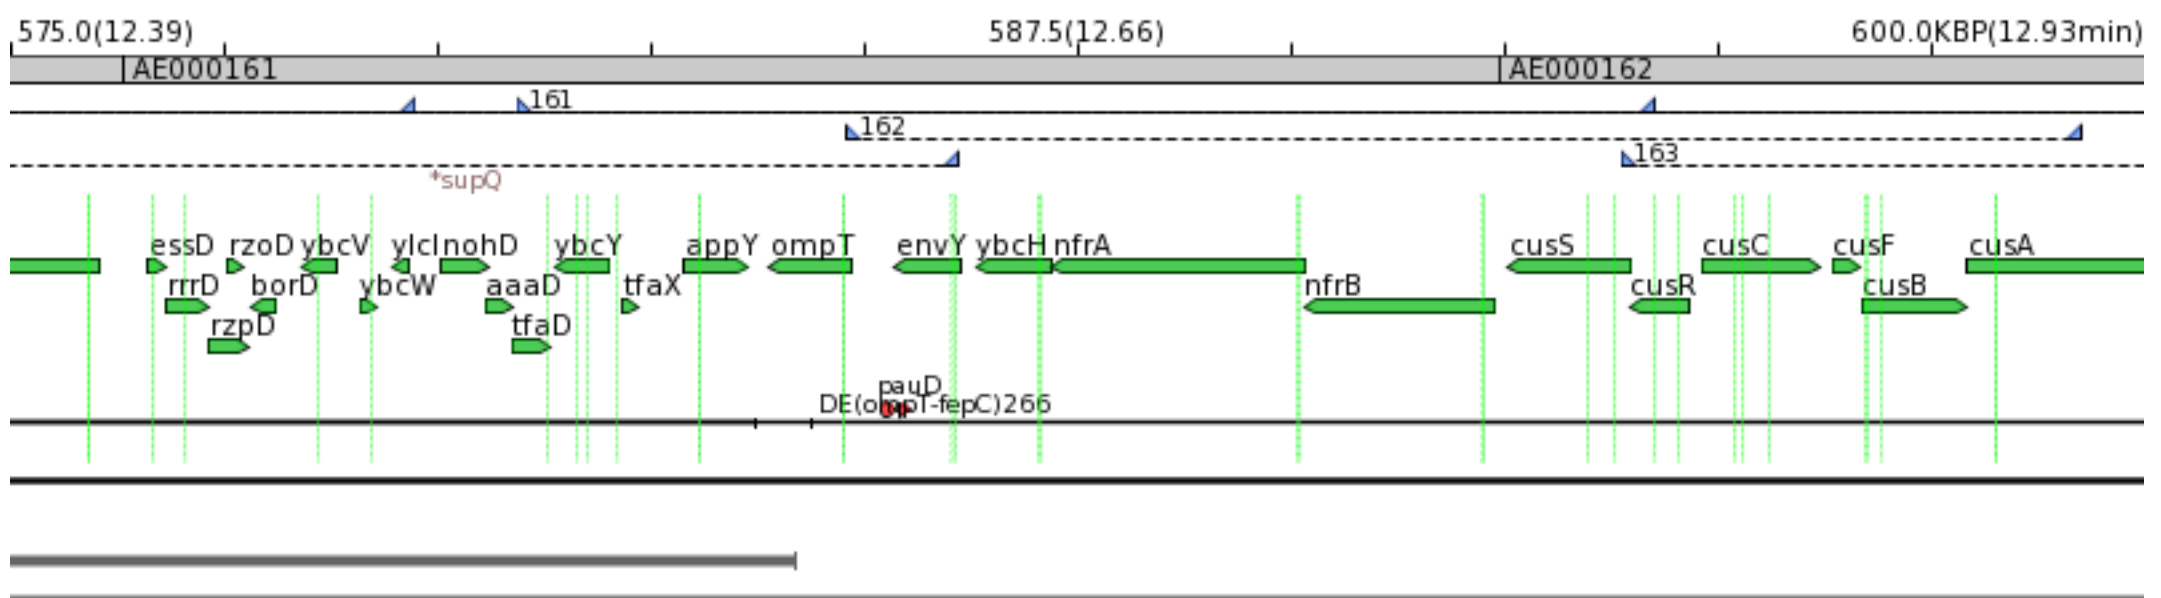 575.0(12.39) 587.5(12.66) 600.0KBP(12.93min)
AE000161 AE000162
161
162
163
*supQ
essD rzoD ybcV ylcI nohD ybcY appY ompT envY ybcH nfrA cusS cusC cusF cusA
rrrD borD ybcW aaaD tfaX nfrB cusR cusB
rzpD tfaD
pauD
DE(ompT-fepC)266